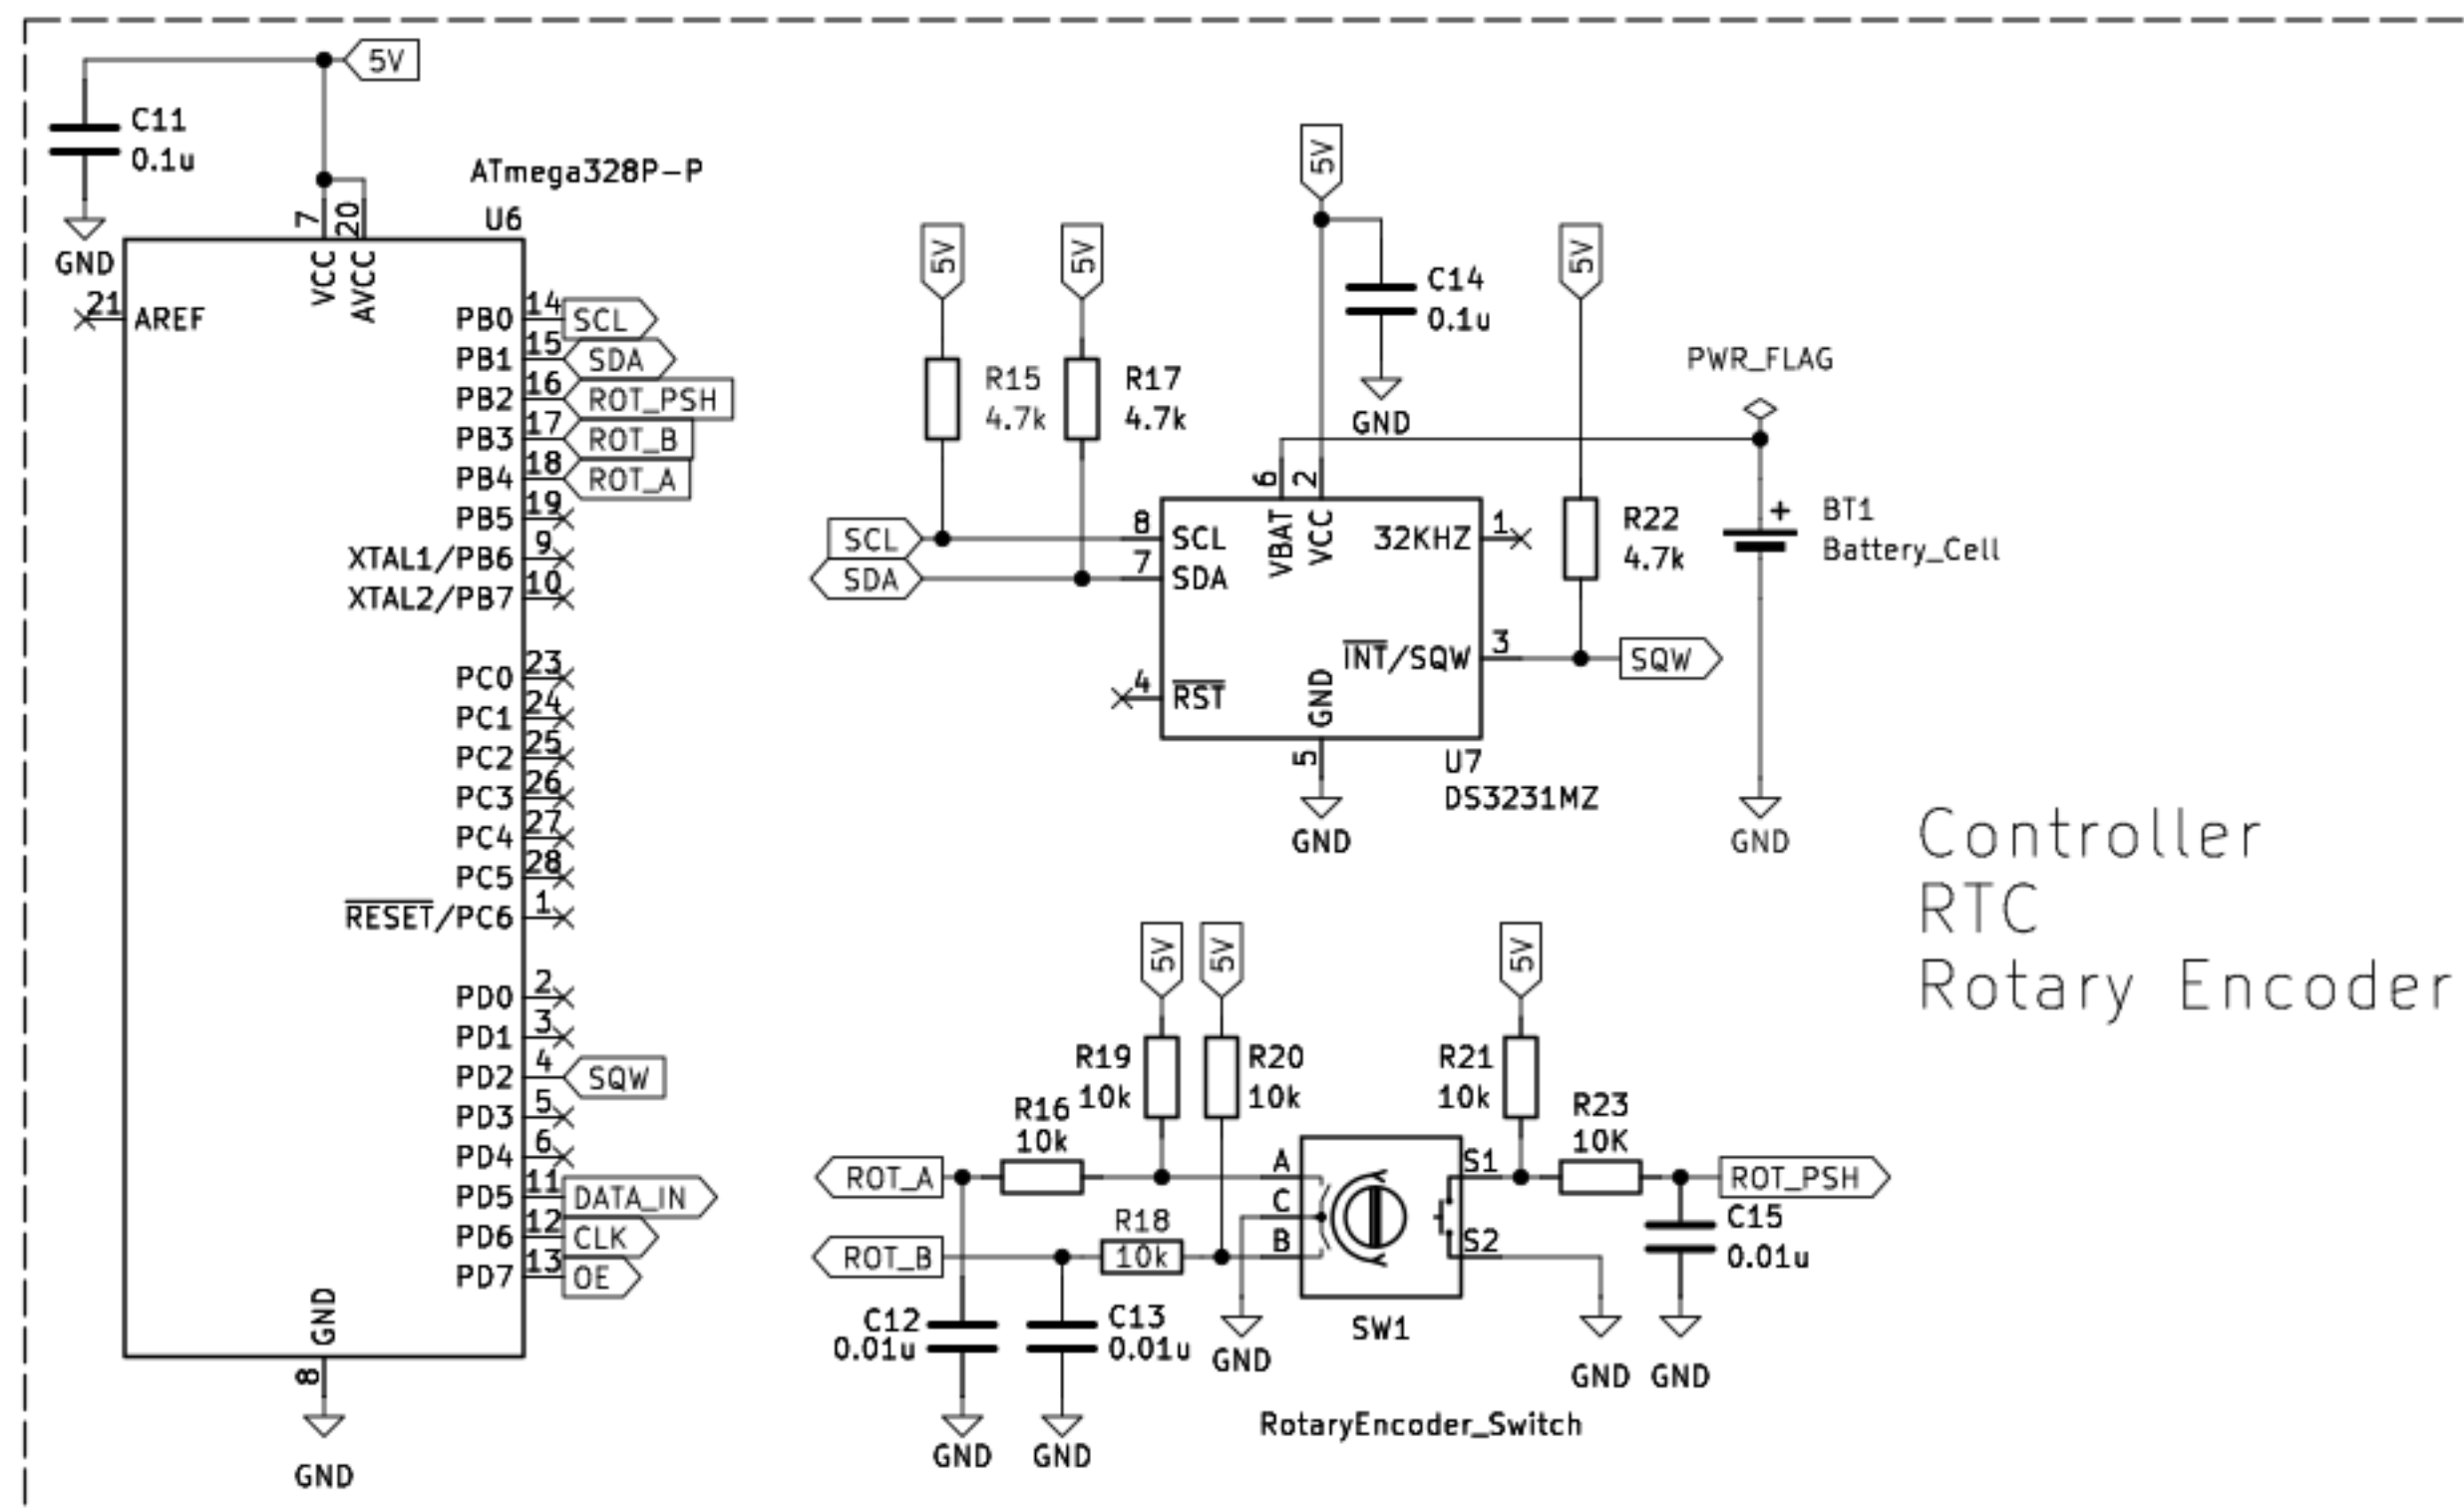 5V
C11
0.1u
GND
ATmega328P-P
U6
7
20
VCC
AVCC
21
AREF
PB0 14 SCL
PB1 15 SDA
PB2 16 ROT_PSH
PB3 17 ROT_B
PB4 18 ROT_A
PB5 19
XTAL1/PB6 9
XTAL2/PB7 10
PC0 23
PC1 24
PC2 25
PC3 26
PC4 27
PC5 28
RESET/PC6 1
PD0 2
PD1 3
PD2 4 SQW
PD3 5
PD4 6
PD5 11 DATA_IN
PD6 12 CLK
PD7 13 OE
GND
8
GND
5V
5V
5V
5V
C14
0.1u
GND
R15
4.7k
R17
4.7k
PWR_FLAG
6
2
SCL
8
SCL
SDA
7
SDA
VBAT
VCC
32KHZ
1
R22
4.7k
BT1
+
Battery_Cell
INT/SQW
3
SQW
4
RST
GND
5
U7
DS3231MZ
GND
GND
Controller
RTC
Rotary Encoder
5V
5V
5V
R19
10k
R20
10k
R21
10k
R16
10k
R23
10K
ROT_A
A
S1
ROT_PSH
C
R18
10k
ROT_B
B
S2
C15
0.01u
C12
0.01u
C13
0.01u
GND
SW1
GND
GND
RotaryEncoder_Switch
GND
GND